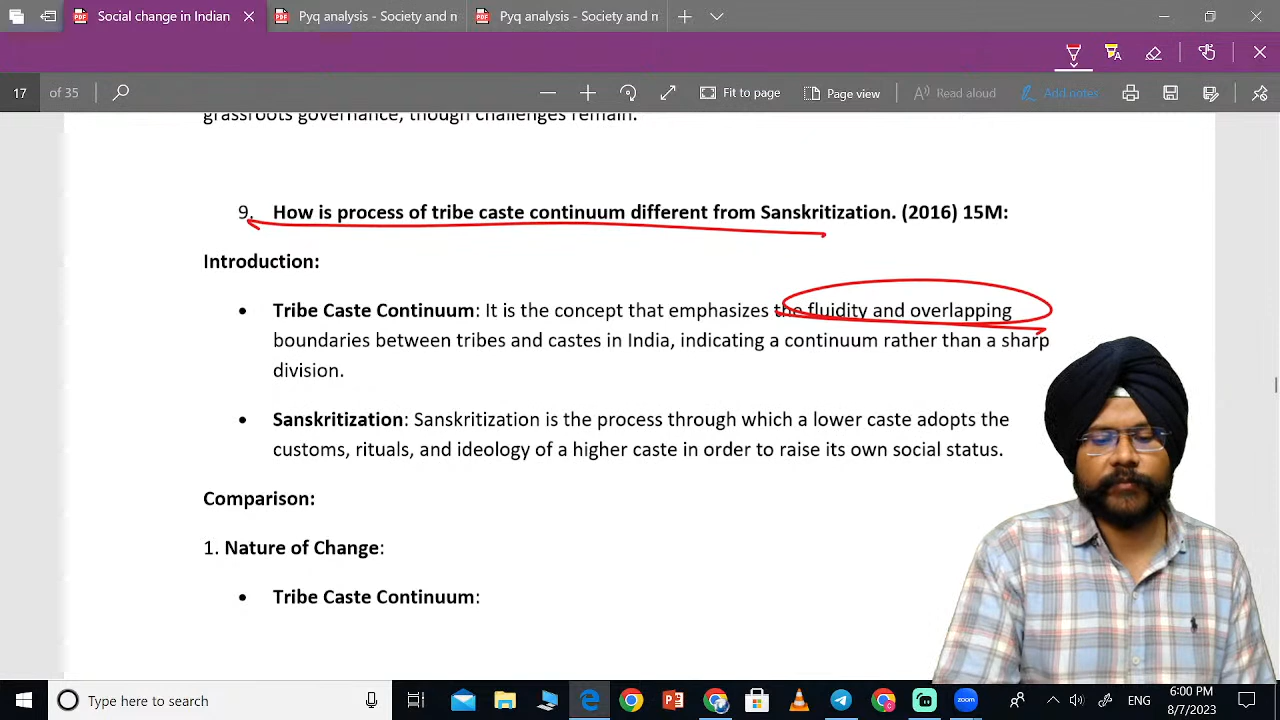 Social change in Indian
Pyq analysis - Society and n
Pyq analysis - Society and n
17 of 35
Fit to page
Page view
Read aloud
Add notes
grassroots governance, though challenges remain.
9. How is process of tribe caste continuum different from Sanskritization. (2016) 15M:
Introduction:
• Tribe Caste Continuum: It is the concept that emphasizes the fluidity and overlapping
boundaries between tribes and castes in India, indicating a continuum rather than a sharp
division.
• Sanskritization: Sanskritization is the process through which a lower caste adopts the
customs, rituals, and ideology of a higher caste in order to raise its own social status.
Comparison:
1. Nature of Change:
• Tribe Caste Continuum:
Type here to search
zoom
ENG
6:00 PM
8/7/2023